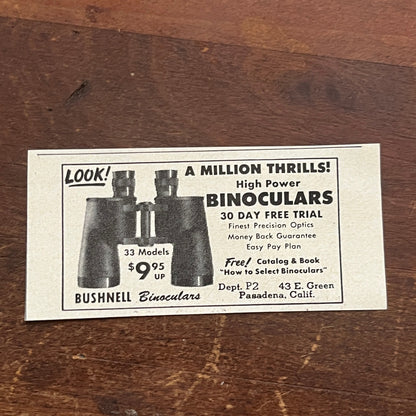 LOOK!
A MILLION THRILLS!
High Power
BINOCULARS
30 DAY FREE TRIAL
Finest Precision Optics
Money Back Guarantee
Easy Pay Plan
33 Models
$9.95
UP
Free! Catalog & Book
"How to Select Binoculars"
BUSHNELL Binoculars
Dept. P2 43 E. Green
Pasadena, Calif.